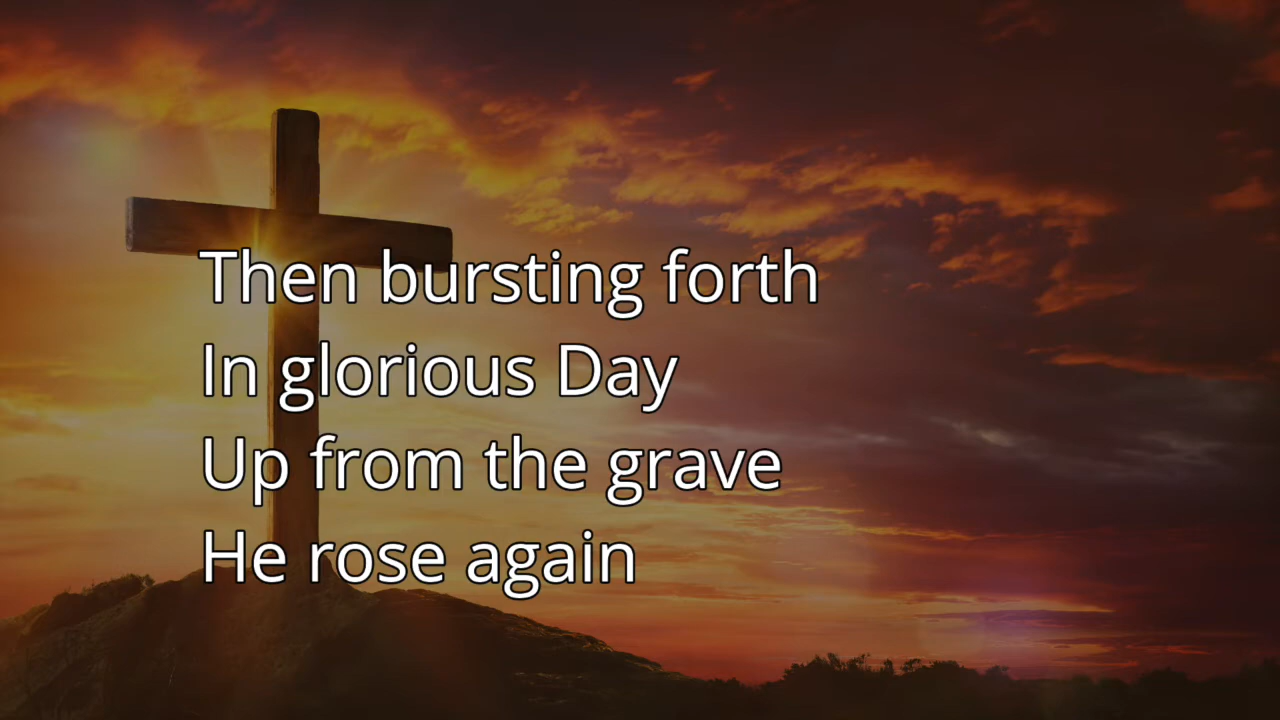 Then bursting forth
In glorious Day
Up from the grave
He rose again